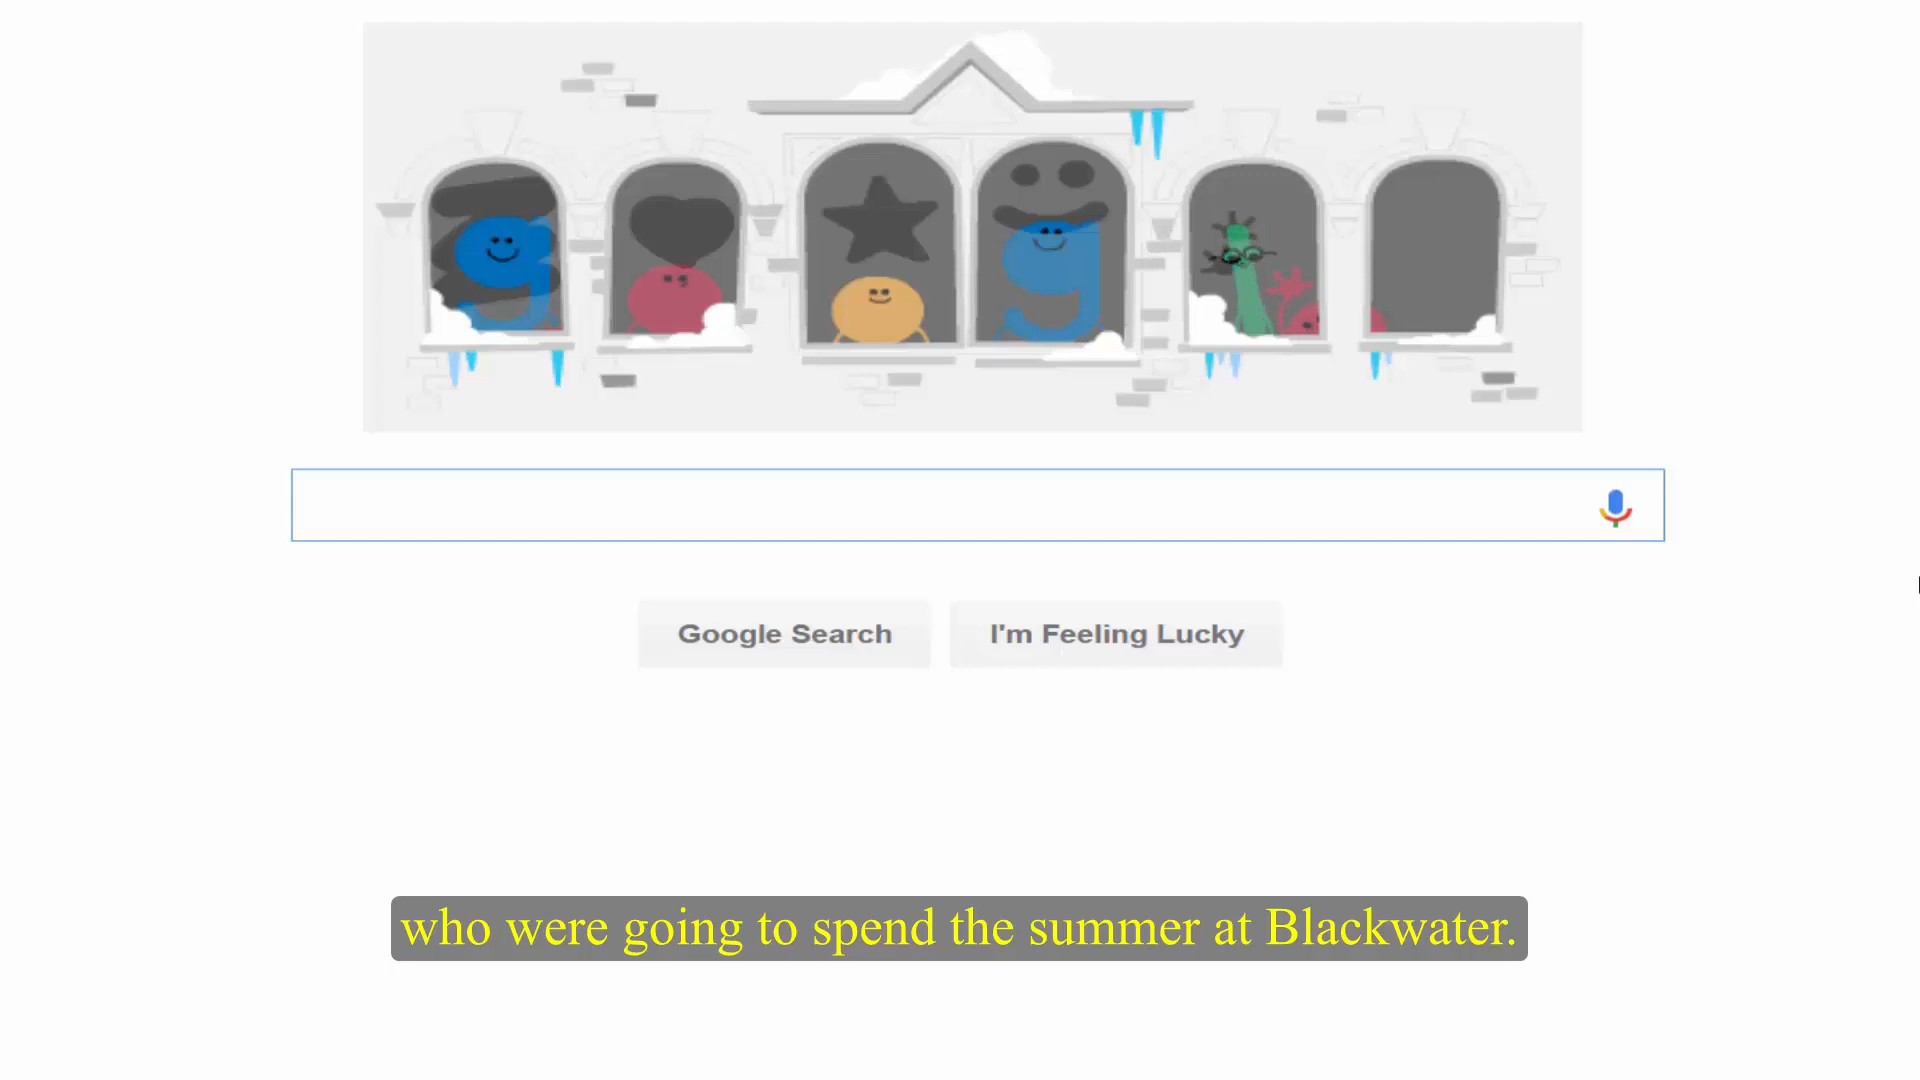 Google Search
I'm Feeling Lucky
who were going to spend the summer at Blackwater.